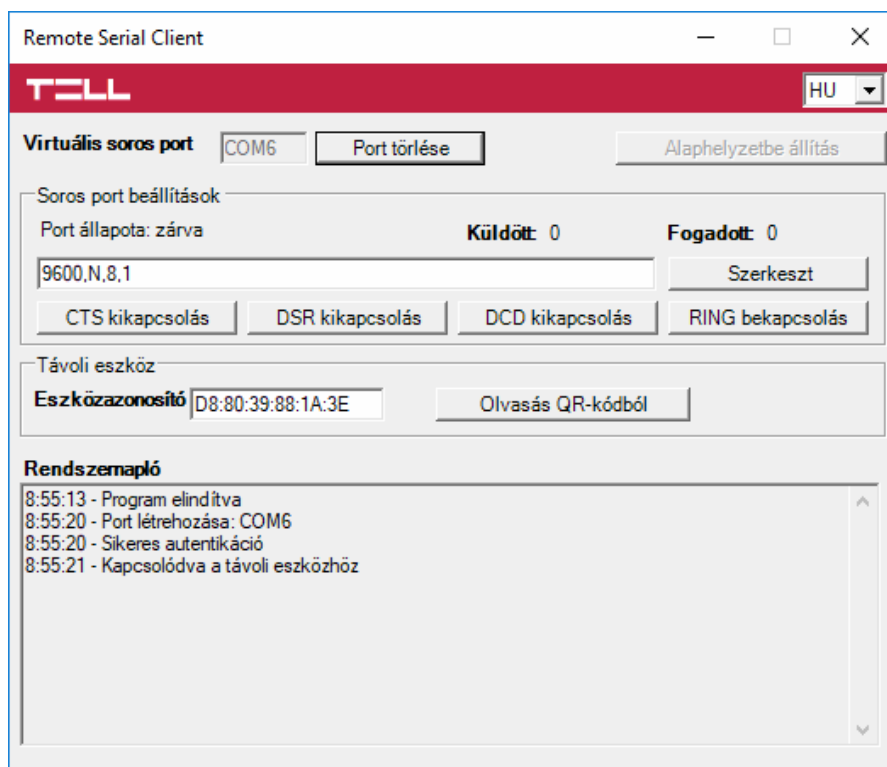 Remote Serial Client
TELL
HU
Virtuális soros port COM6 Port törlése Alaphelyzetbe állítás
Soros port beállítások
Port állapota: zárva Küldött: 0 Fogadott: 0
9600,N,8,1 Szerkeszt
CTS kikapcsolás DSR kikapcsolás DCD kikapcsolás RING bekapcsolás
Távoli eszköz
Eszközazonosító D8:80:39:88:1A:3E Olvasás QR-kódból
Rendszernapló
8:55:13 - Program elindítva
8:55:20 - Port létrehozása: COM6
8:55:20 - Sikeres autentikáció
8:55:21 - Kapcsolódva a távoli eszközhöz